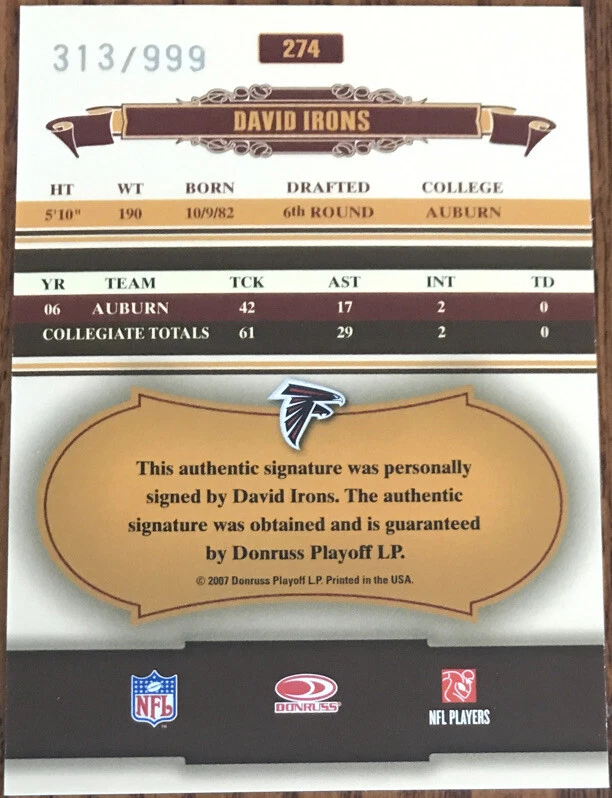 313/999
274
DAVID IRONS
HT WT BORN DRAFTED COLLEGE
5'10" 190 10/9/82 6th ROUND AUBURN
YR TEAM TCK AST INT TD
06 AUBURN 42 17 2 0
COLLEGIATE TOTALS 61 29 2 0
This authentic signature was personally
signed by David Irons. The authentic
signature was obtained and is guaranteed
by Donruss Playoff LP.
© 2007 Donruss Playoff L.P. Printed in the USA.
NFL
DONRUSS
NFL PLAYERS